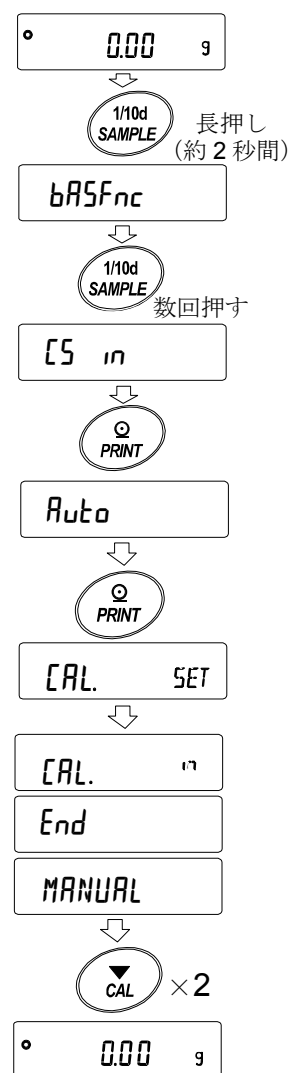 0.00 g
1/10d
SAMPLE
長押し
(約 2 秒間)
bASFnc
1/10d
SAMPLE
数回押す
CS in
PRINT
Auto
PRINT
CAL. SET
CAL. in
End
MANUAL
CAL ×2
0.00 g